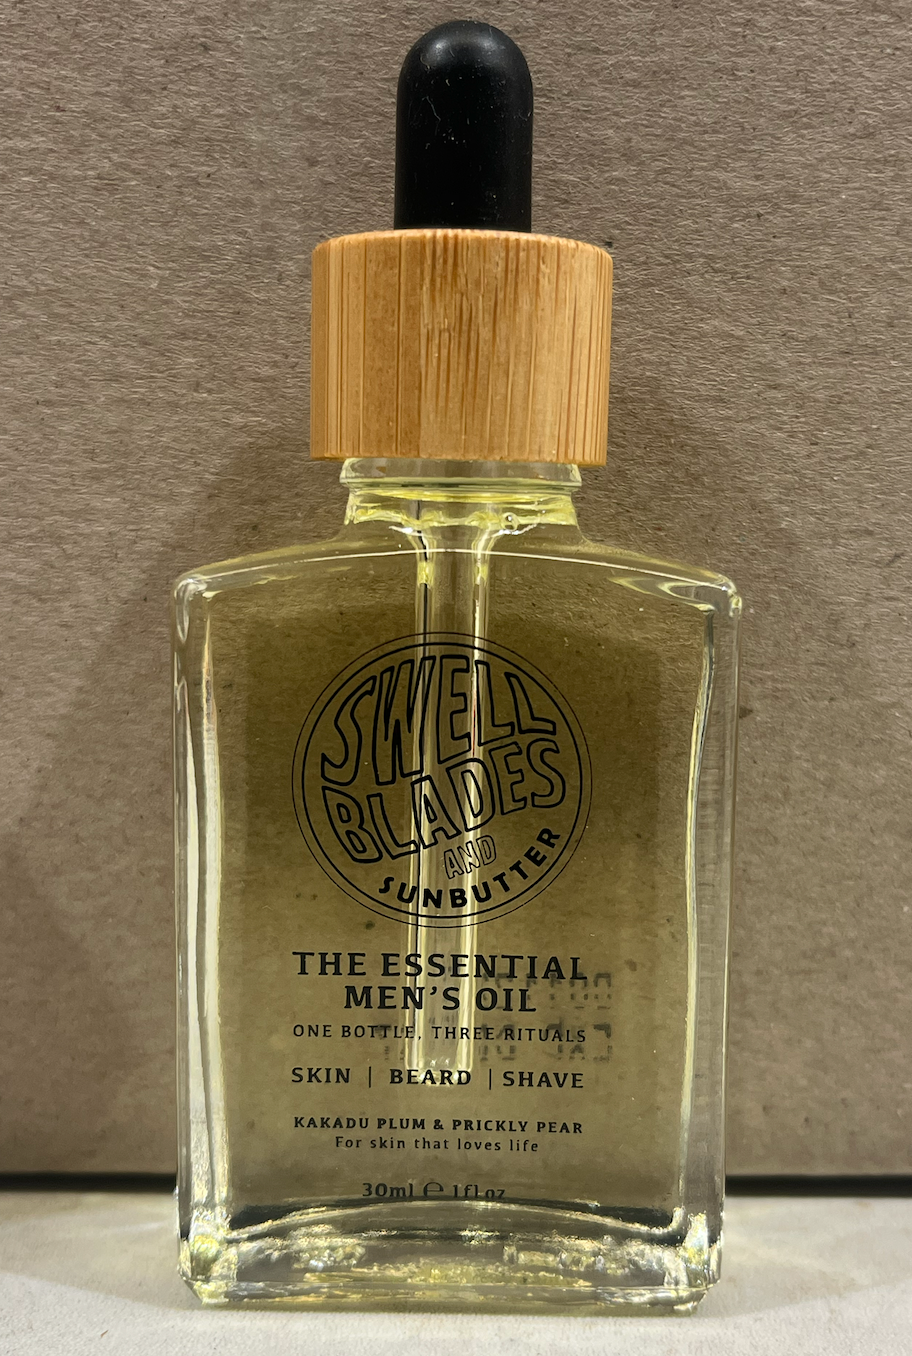 SWELL
BLADES
AND
SUNBUTTER
THE ESSENTIAL
MEN'S OIL
ONE BOTTLE, THREE RITUALS
SKIN | BEARD | SHAVE
KAKADU PLUM & PRICKLY PEAR
For skin that loves life
30ml ℮ 1fl oz